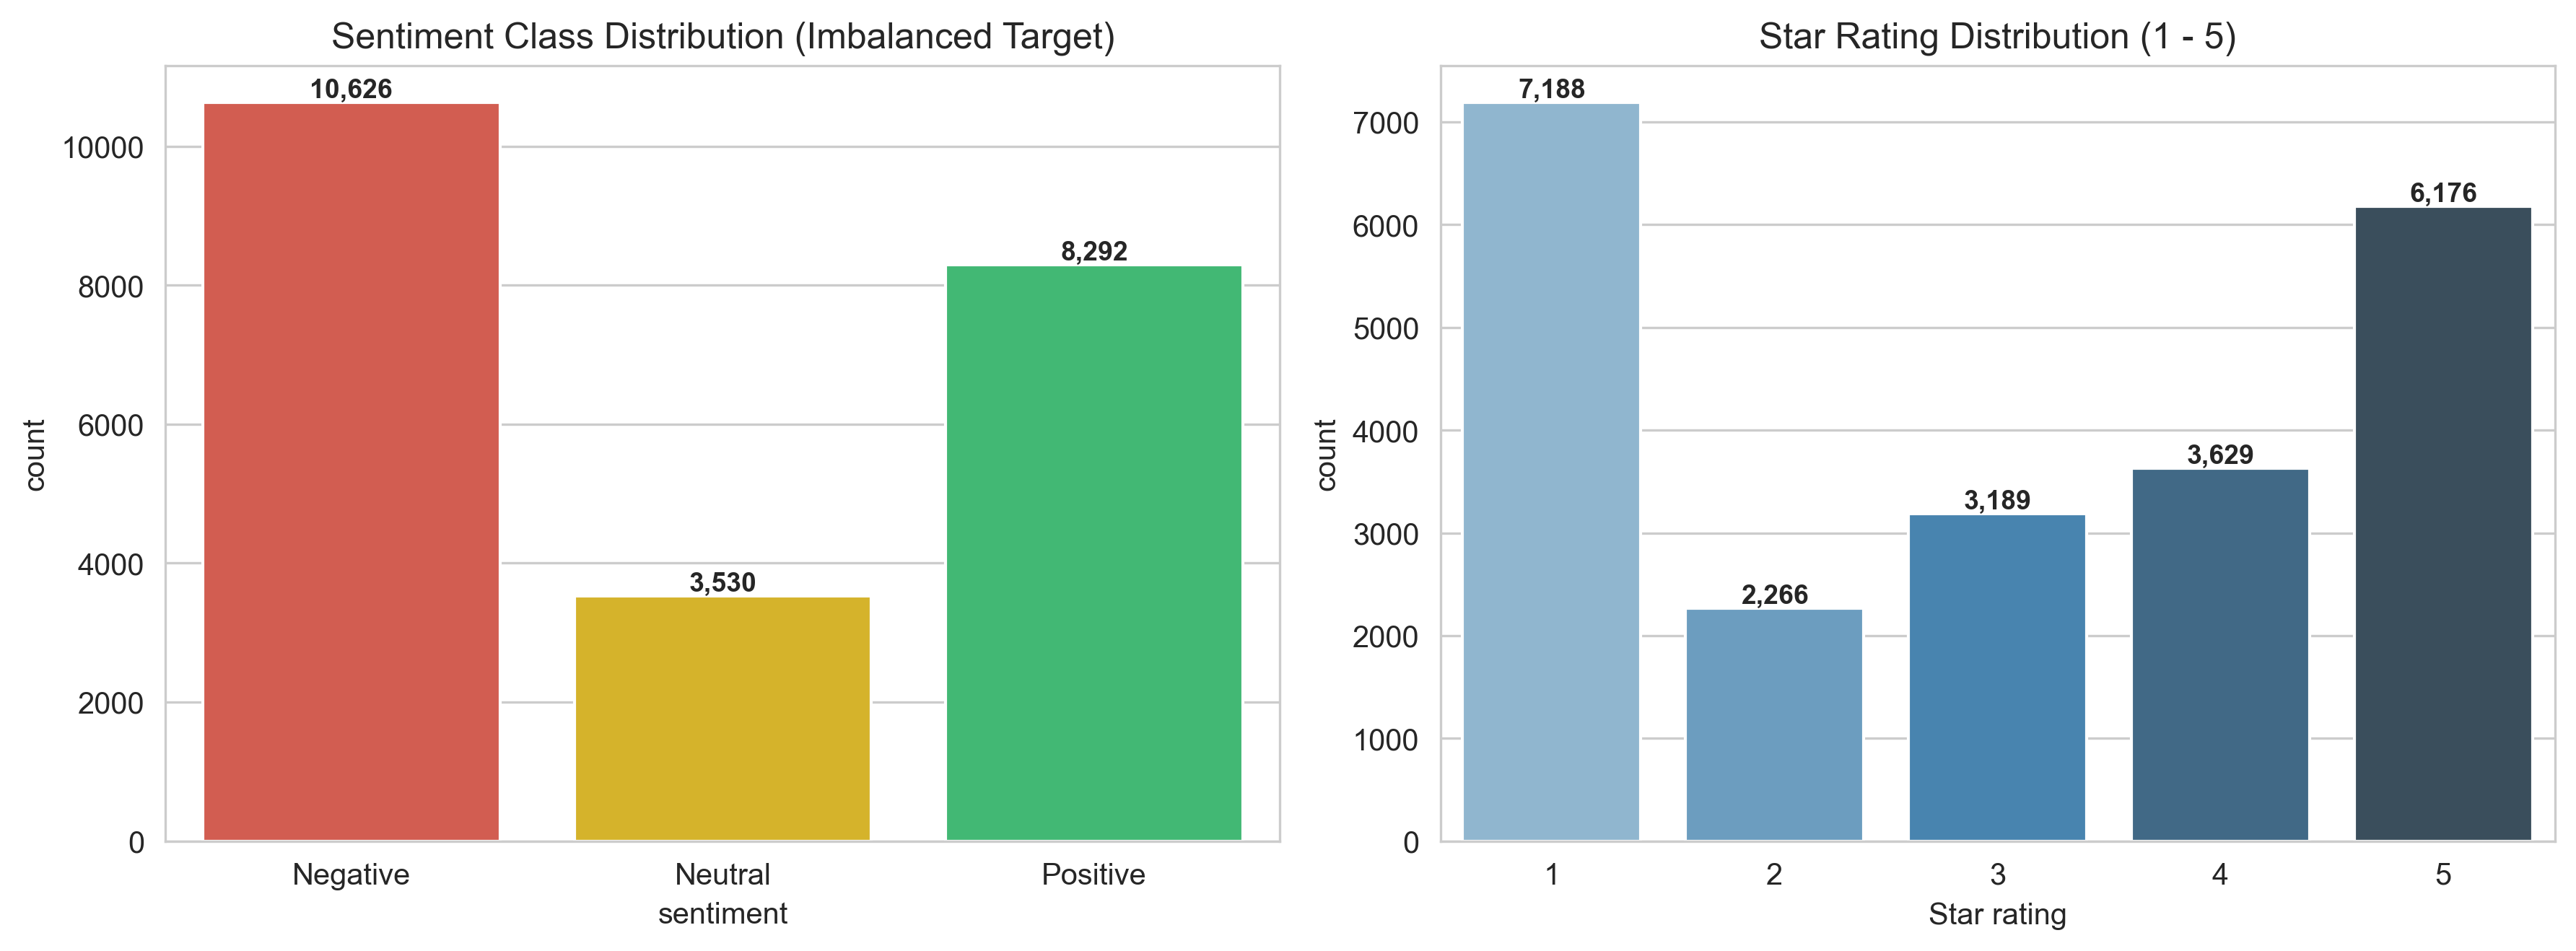 Sentiment Class Distribution (Imbalanced Target)
10,626
3,530
8,292
10000
8000
6000
4000
2000
0
count
Negative Neutral Positive
sentiment
Star Rating Distribution (1 - 5)
7,188
2,266
3,189
3,629
6,176
7000
6000
5000
4000
3000
2000
1000
0
count
1 2 3 4 5
Star rating